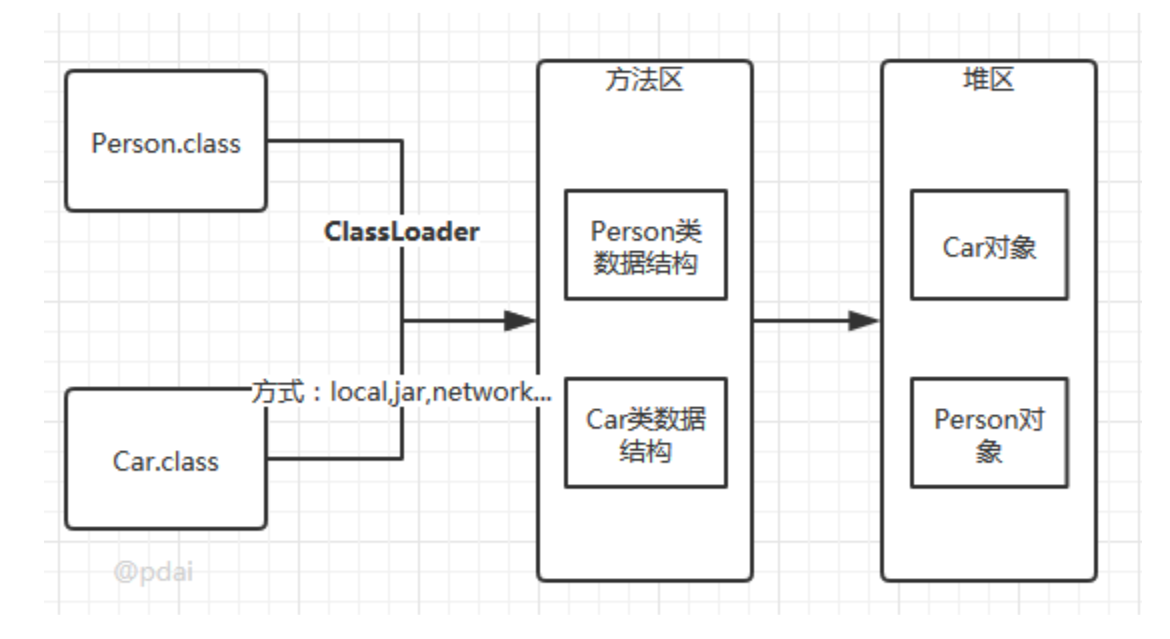 Person.class
ClassLoader
方式：local,jar,network...
Car.class
@pdai
方法区
Person类
数据结构
Car类数据
结构
堆区
Car对象
Person对
象